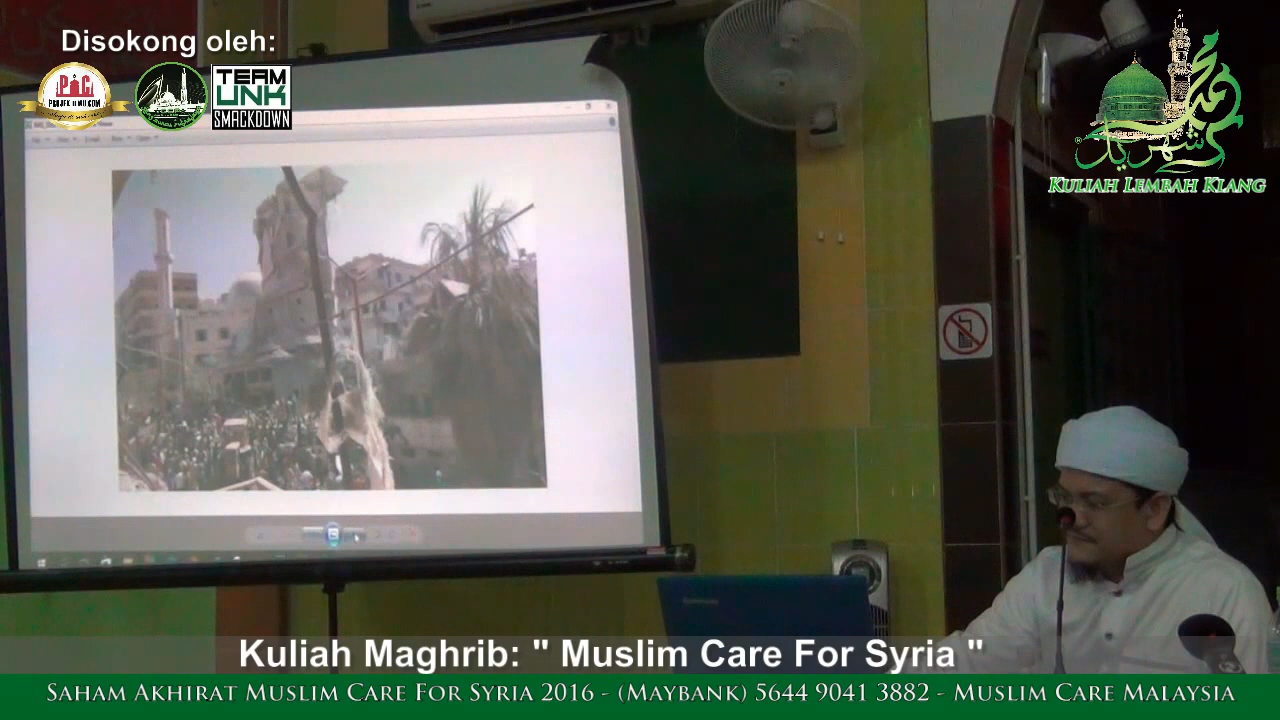 Disokong oleh:
TEAM
UNK
SMACKDOWN
KULIAH LEMBAH KLANG
Kuliah Maghrib: " Muslim Care For Syria "
SAHAM AKHIRAT MUSLIM CARE FOR SYRIA 2016 - (MAYBANK) 5644 9041 3882 - MUSLIM CARE MALAYSIA